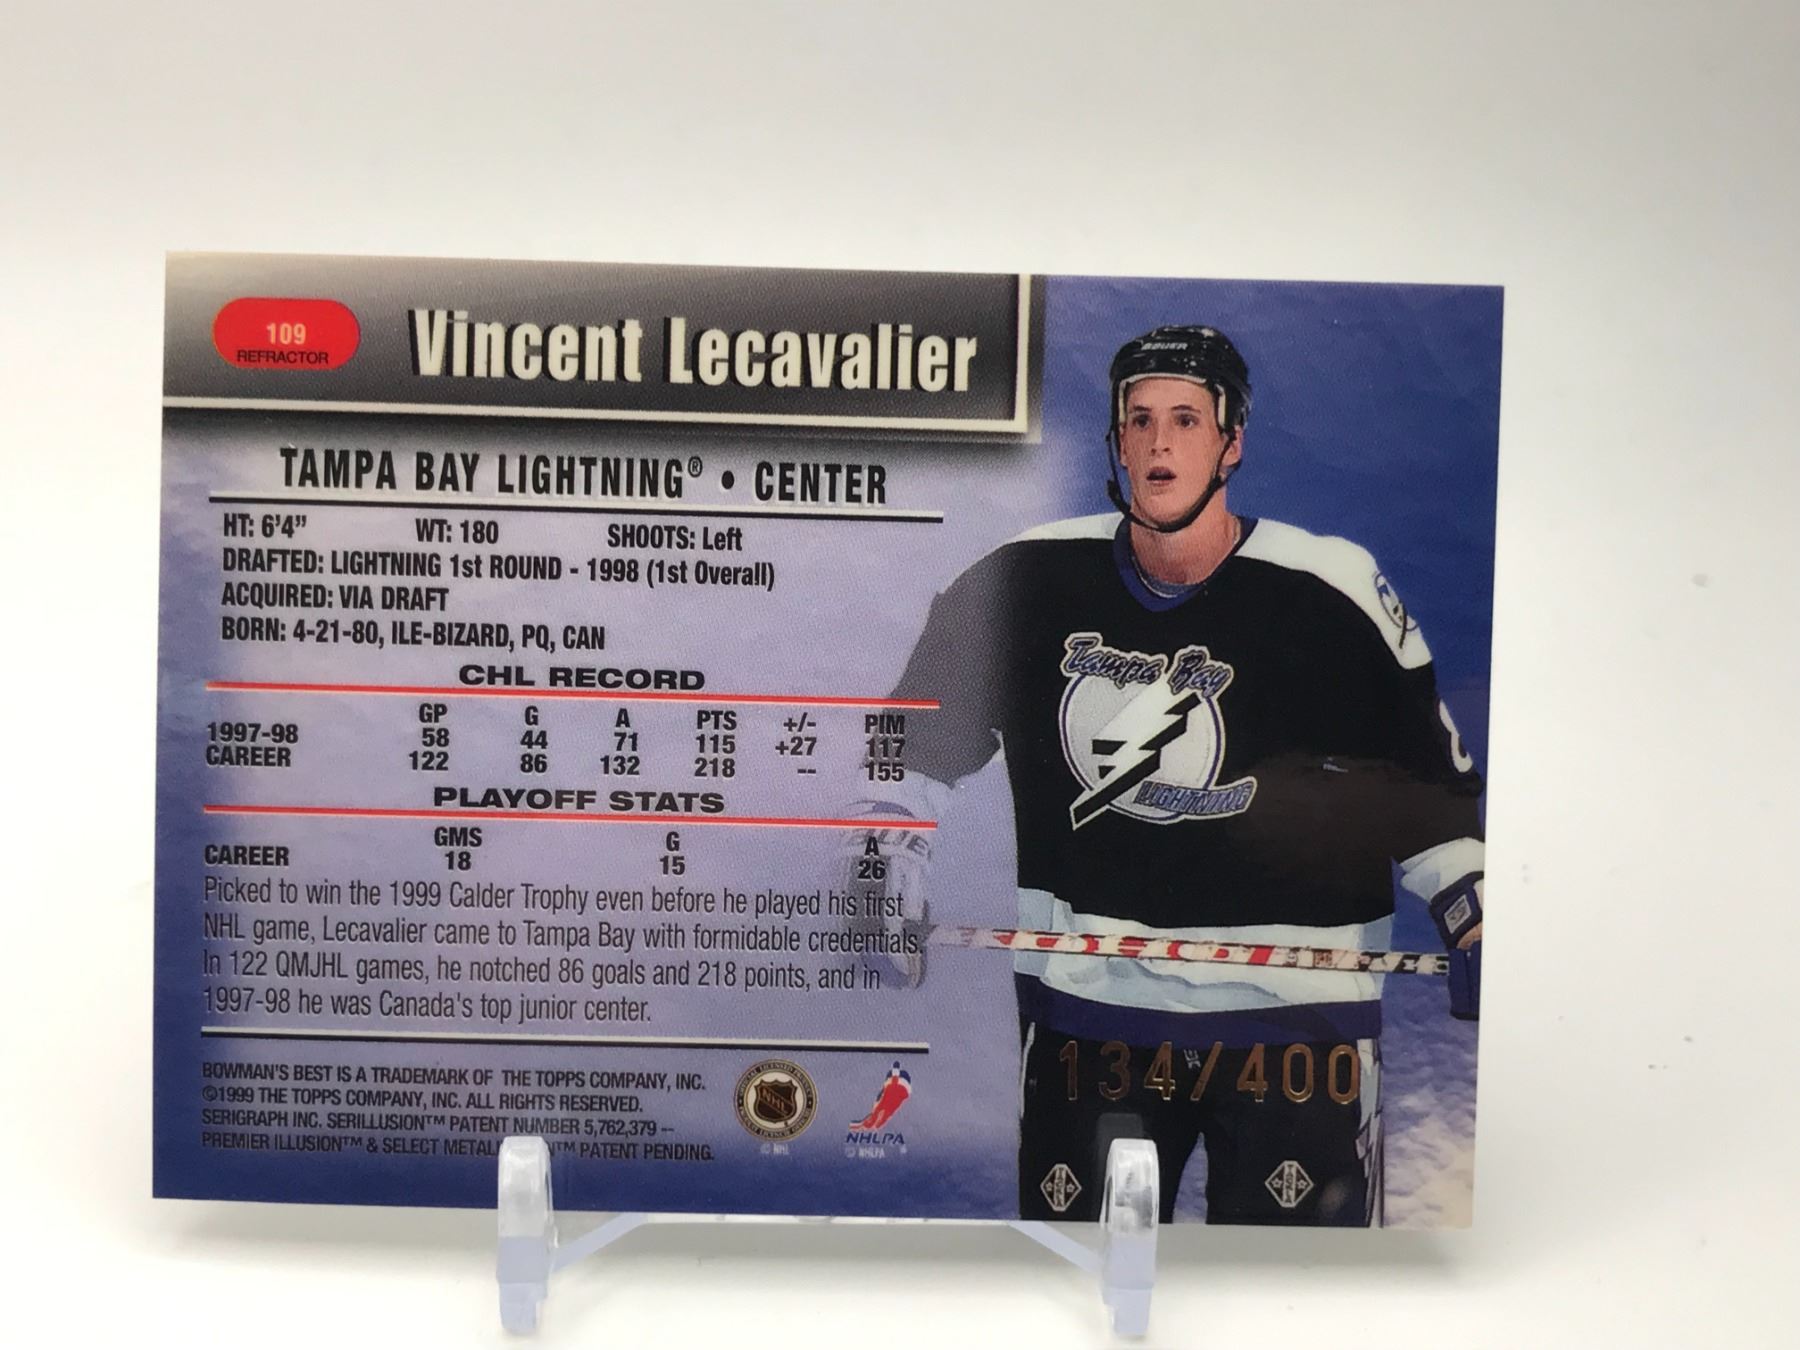 109
REFRACTOR
Vincent Lecavalier
TAMPA BAY LIGHTNING® • CENTER
HT: 6'4" WT: 180 SHOOTS: Left
DRAFTED: LIGHTNING 1st ROUND - 1998 (1st Overall)
ACQUIRED: VIA DRAFT
BORN: 4-21-80, ILE-BIZARD, PQ, CAN
CHL RECORD
GP G A PTS +/- PIM
1997-98 58 44 71 115 +27 117
CAREER 122 86 132 218 -- 155
PLAYOFF STATS
GMS G A
CAREER 18 15 26
Picked to win the 1999 Calder Trophy even before he played his first
NHL game, Lecavalier came to Tampa Bay with formidable credentials.
In 122 QMJHL games, he notched 86 goals and 218 points, and in
1997-98 he was Canada's top junior center.
BOWMAN'S BEST IS A TRADEMARK OF THE TOPPS COMPANY, INC.
©1999 THE TOPPS COMPANY, INC. ALL RIGHTS RESERVED.
SERIGRAPH INC. SERILLUSION™ PATENT NUMBER 5,762,379 --
PREMIER ILLUSION™ & SELECT METAL ™ PATENT PENDING.
NHL
© NHL
NHLPA
© NHLPA
BAUER
Tampa Bay
LIGHTNING
8
134/400